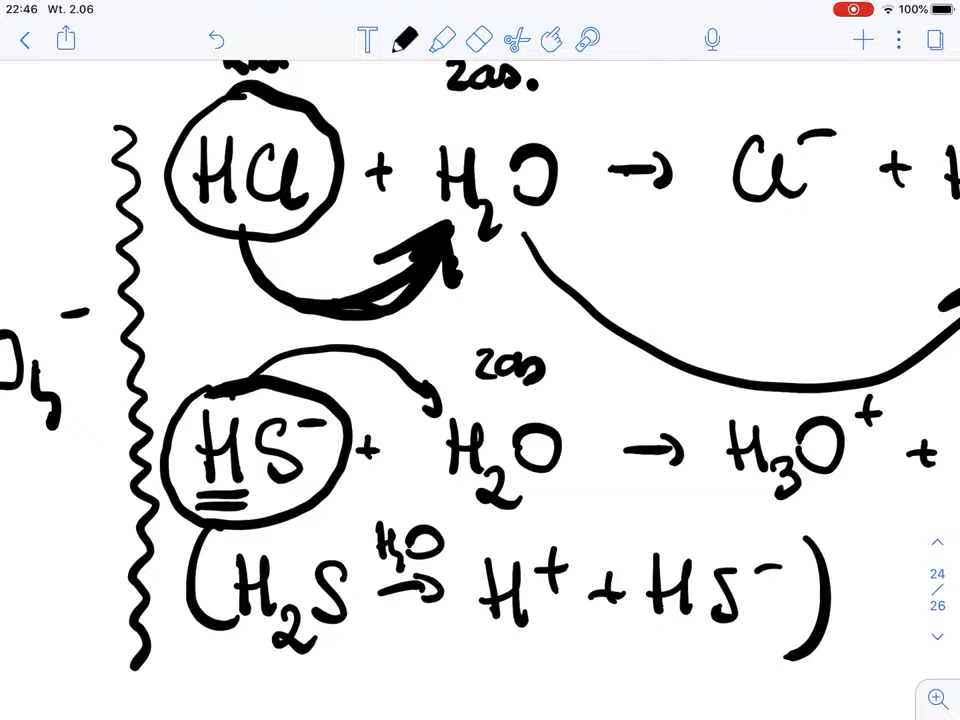 22:46 Wt. 2.06 100%
T
zas.
HCl + H₂O → Cl⁻ + H
O₄⁻
zas
HS⁻ + H₂O → H₃O⁺ +
H₂O
(H₂S → H⁺ + HS⁻)
24
/
26